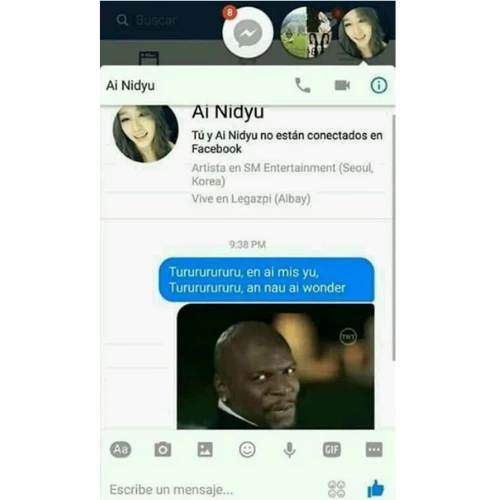 8
Buscar
Ai Nidyu
Ai Nidyu
Tú y Ai Nidyu no están conectados en
Facebook
Artista en SM Entertainment (Seoul,
Korea)
Vive en Legazpi (Albay)
9:38 PM
Turururururu, en ai mis yu,
Turururururu, an nau ai wonder
TNT
Aa
GIF
Escribe un mensaje...